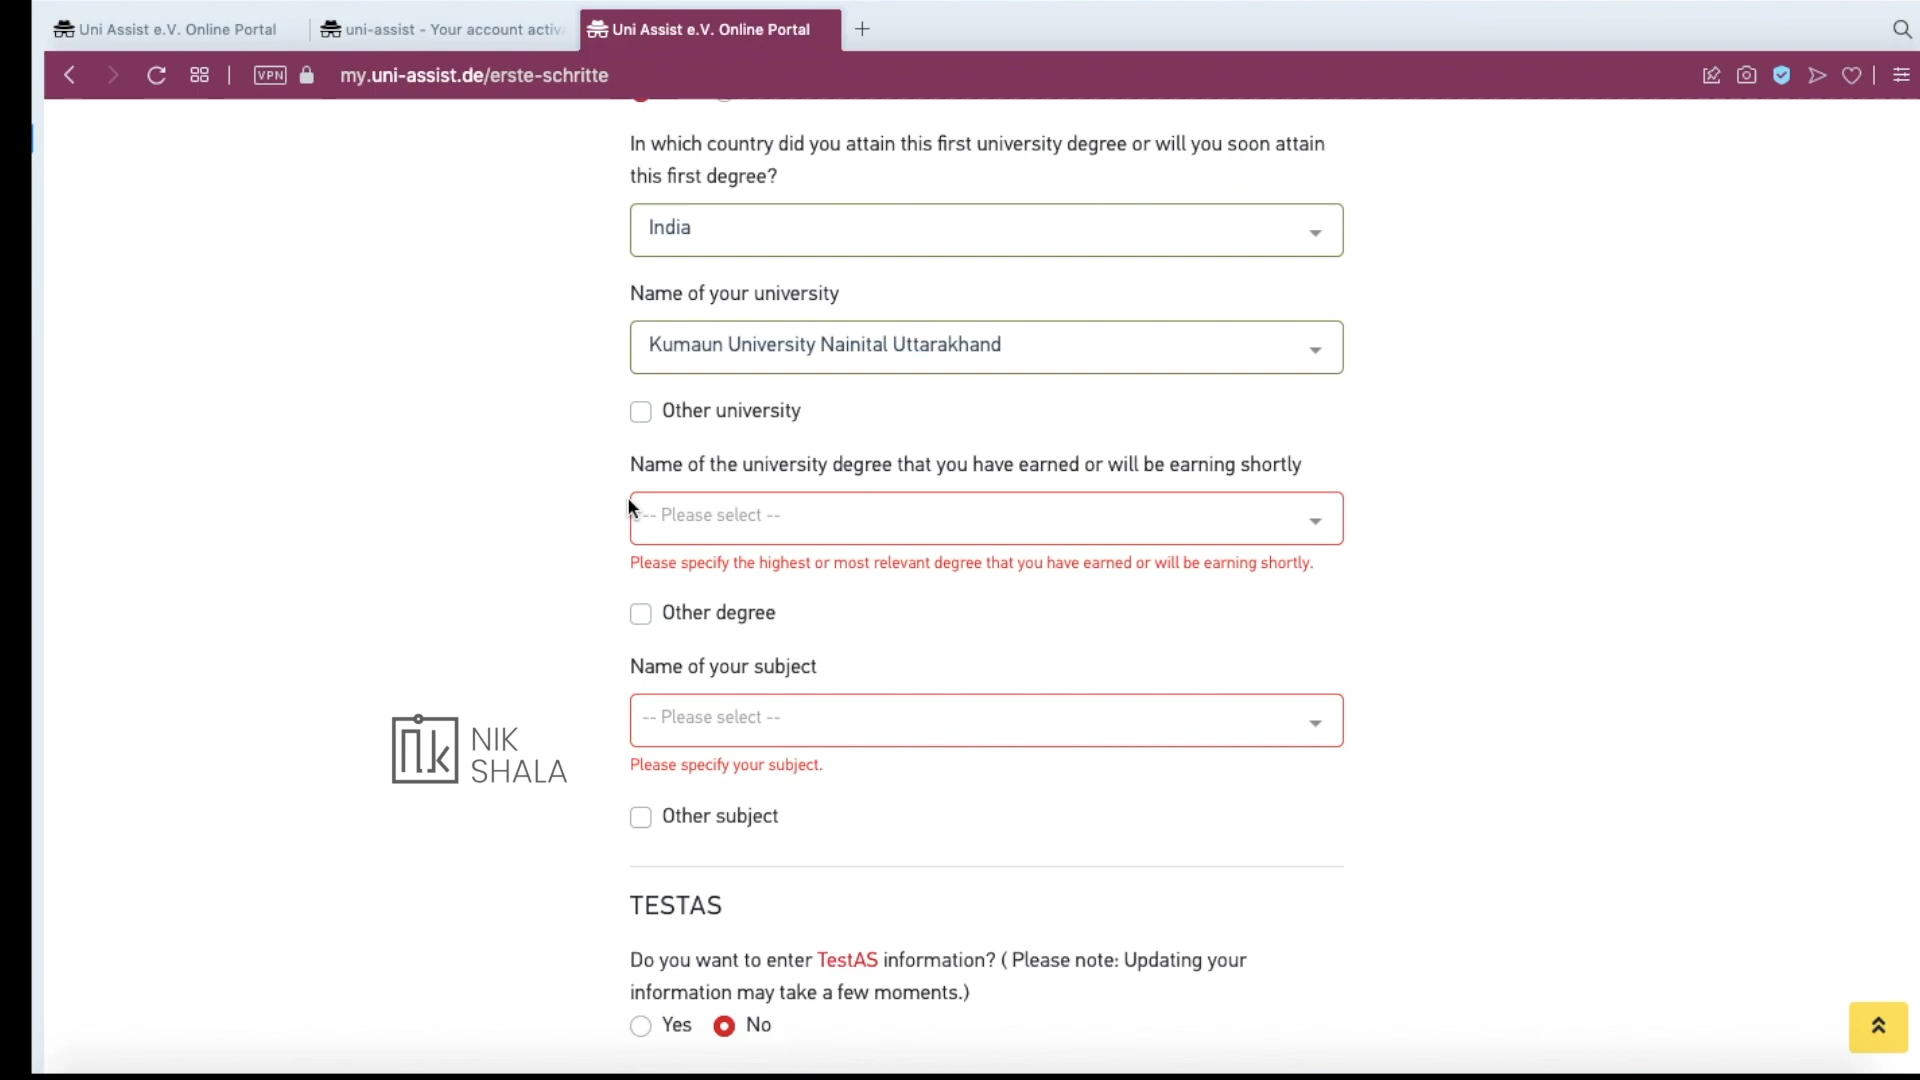 Uni Assist e.V. Online Portal
uni-assist - Your account activ
Uni Assist e.V. Online Portal
VPN
my.uni-assist.de/erste-schritte
In which country did you attain this first university degree or will you soon attain
this first degree?
India
Name of your university
Kumaun University Nainital Uttarakhand
Other university
Name of the university degree that you have earned or will be earning shortly
-- Please select --
Please specify the highest or most relevant degree that you have earned or will be earning shortly.
Other degree
Name of your subject
-- Please select --
Please specify your subject.
Other subject
nk NIK
SHALA
TESTAS
Do you want to enter TestAS information? ( Please note: Updating your
information may take a few moments.)
Yes No